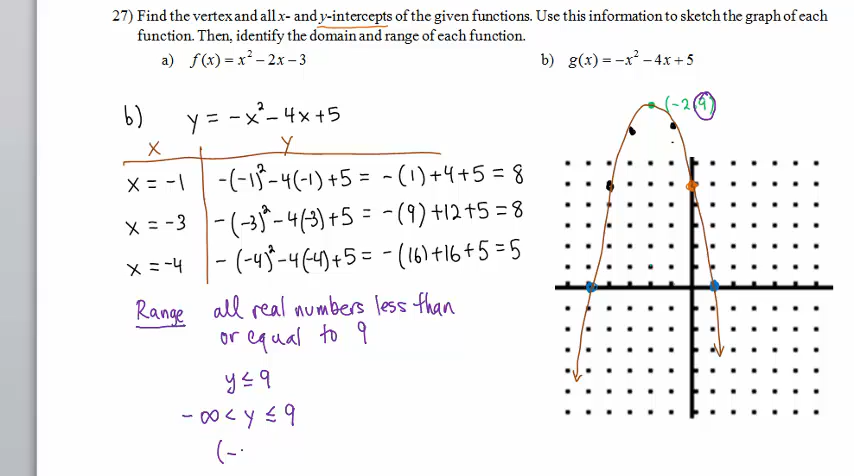 27) Find the vertex and all x- and y-intercepts of the given functions. Use this information to sketch the graph of each
function. Then, identify the domain and range of each function.
a) f(x) = x² − 2x − 3
b) g(x) = −x² − 4x + 5
b) y = −x² − 4x + 5
x y
x = −1 −(−1)² − 4(−1) + 5 = −(1) + 4 + 5 = 8
x = −3 −(−3)² − 4(−3) + 5 = −(9) + 12 + 5 = 8
x = −4 −(−4)² − 4(−4) + 5 = −(16) + 16 + 5 = 5
Range all real numbers less than
or equal to 9
y ≤ 9
−∞ < y ≤ 9
(−
(−2, 9)